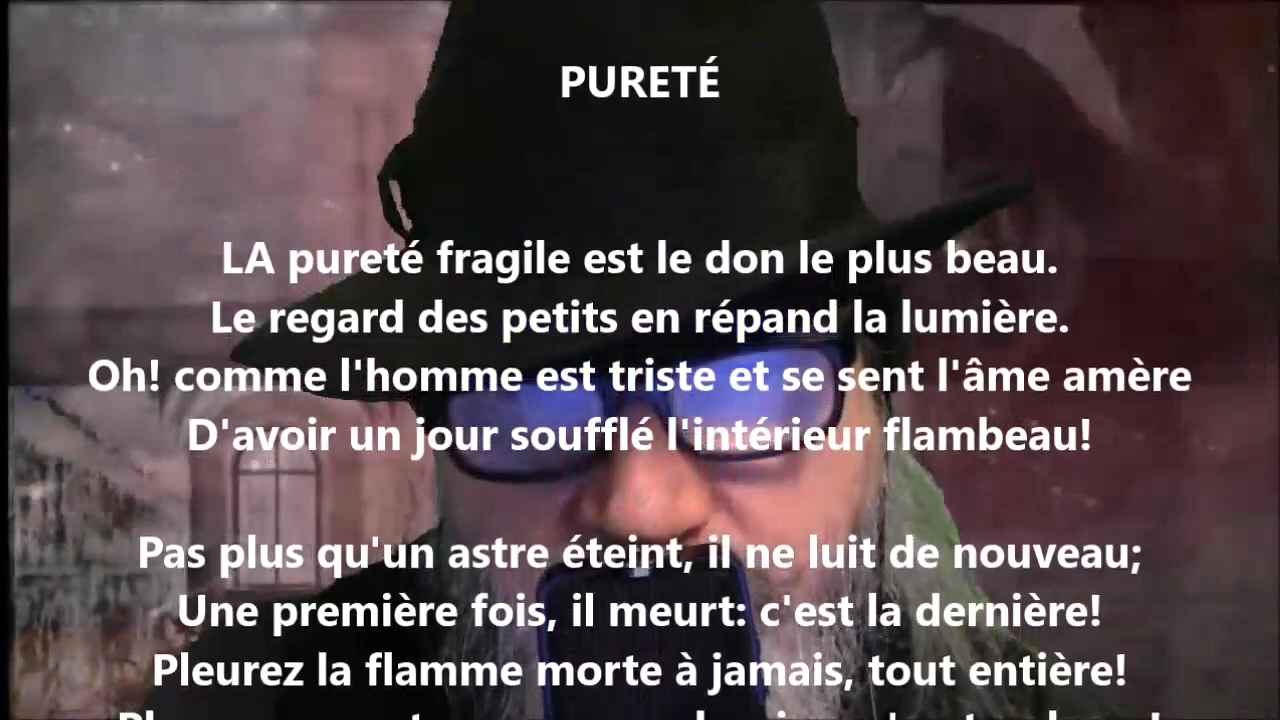 PURETÉ
LA pureté fragile est le don le plus beau.
Le regard des petits en répand la lumière.
Oh! comme l'homme est triste et se sent l'âme amère
D'avoir un jour soufflé l'intérieur flambeau!
Pas plus qu'un astre éteint, il ne luit de nouveau;
Une première fois, il meurt: c'est la dernière!
Pleurez la flamme morte à jamais, tout entière!